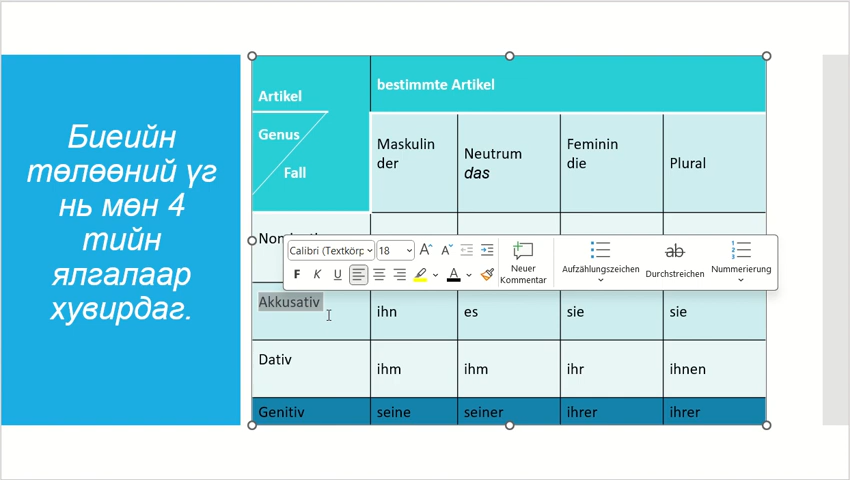 Биеийн
төлөөний үг
нь мөн 4
тийн
ялгалаар
хувирдаг.
Artikel
bestimmte Artikel
Genus
Fall
Maskulin
der
Neutrum
das
Feminin
die
Plural
Calibri (Textkörp
18
F K U
Neuer
Kommentar
Aufzählungszeichen
ab
Durchstreichen
Nummerierung
Akkusativ
ihn
es
sie
sie
Dativ
ihm
ihm
ihr
ihnen
Genitiv
seine
seiner
ihrer
ihrer